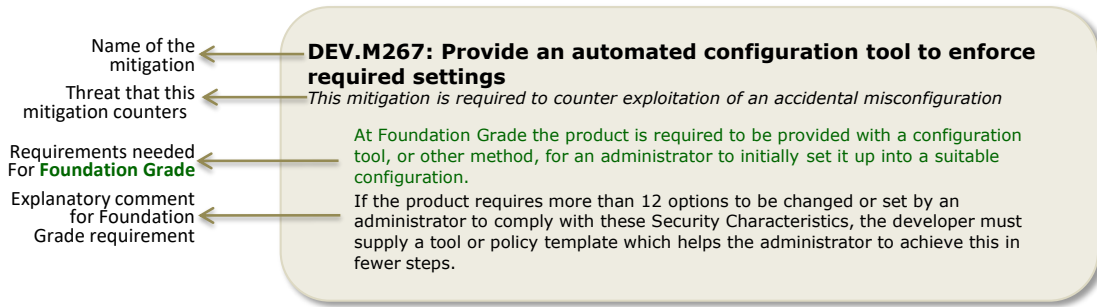 Name of the
mitigation
DEV.M267: Provide an automated configuration tool to enforce
required settings
Threat that this
mitigation counters
This mitigation is required to counter exploitation of an accidental misconfiguration
Requirements needed
For Foundation Grade
At Foundation Grade the product is required to be provided with a configuration
tool, or other method, for an administrator to initially set it up into a suitable
configuration.
Explanatory comment
for Foundation
Grade requirement
If the product requires more than 12 options to be changed or set by an
administrator to comply with these Security Characteristics, the developer must
supply a tool or policy template which helps the administrator to achieve this in
fewer steps.